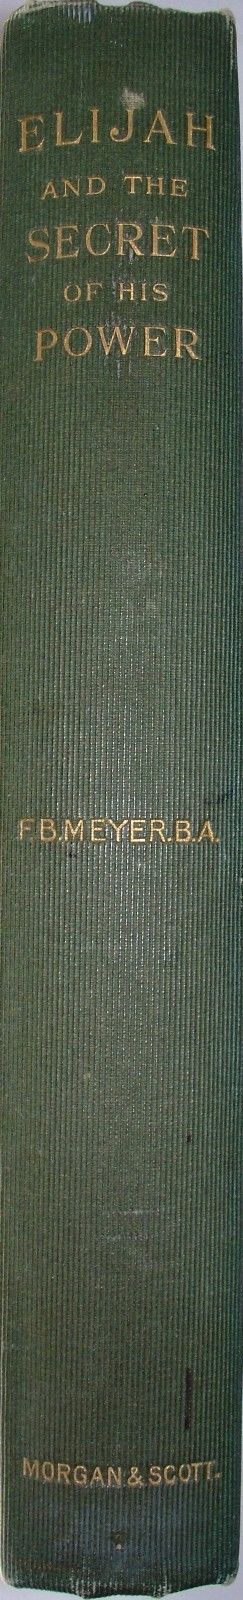 ELIJAH
AND THE
SECRET
OF HIS
POWER
F.B.MEYER.B.A.
MORGAN & SCOTT.